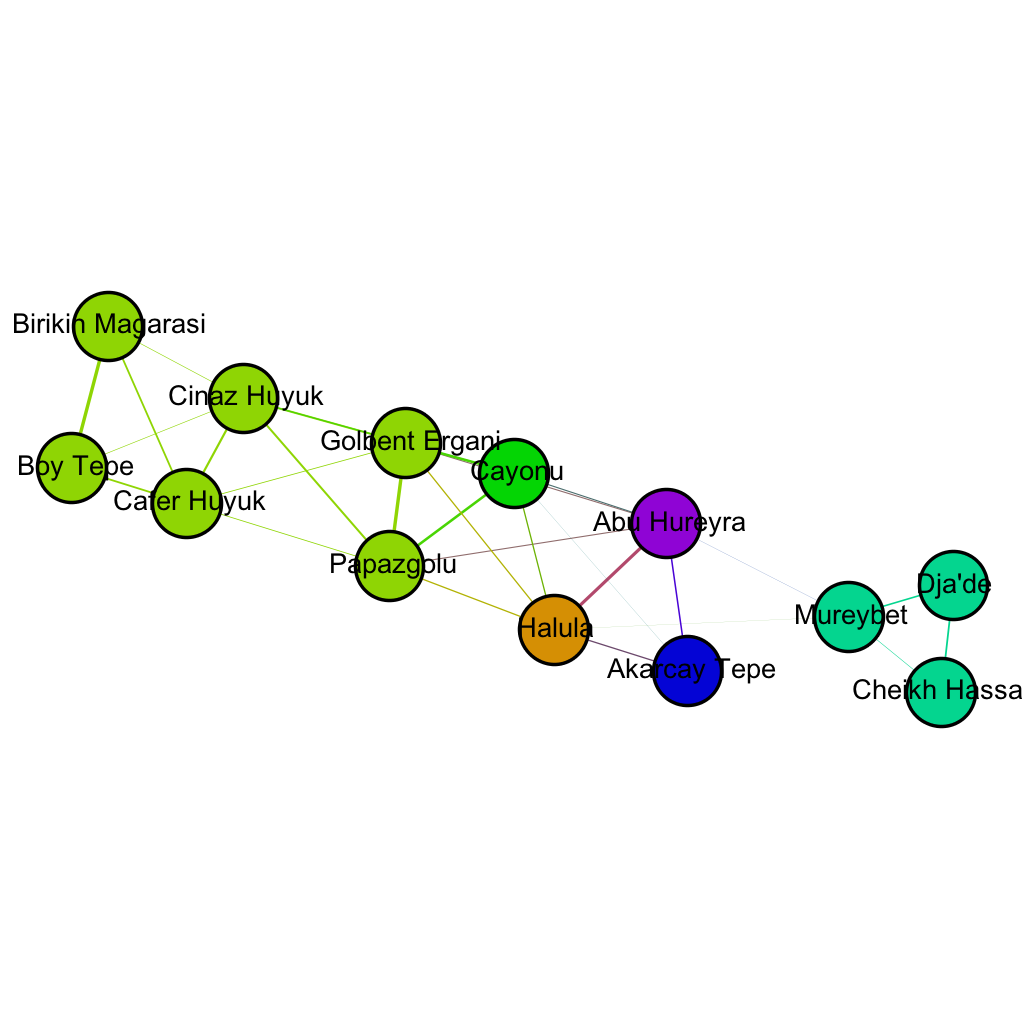 Birikin Magarasi
Cinaz Huyuk
Golbent Ergani
Boy Tepe
Cayonu
Cafer Huyuk
Abu Hureyra
Papazgolu
Dja'de
Mureybet
Halula
Akarcay Tepe
Cheikh Hassa